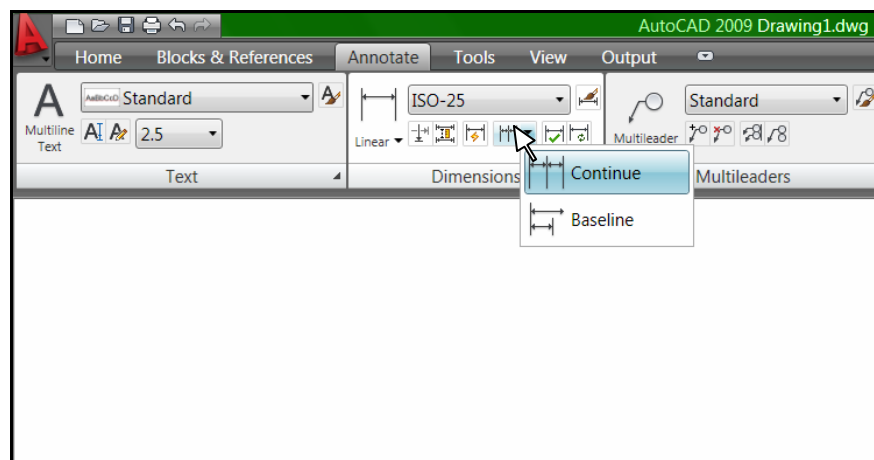 AutoCAD 2009 Drawing1.dwg
Home Blocks & References Annotate Tools View Output
A Standard ISO-25 Standard
Multiline Text AI A 2.5 Linear Multileader
Text Dimensions Multileaders
Continue
Baseline